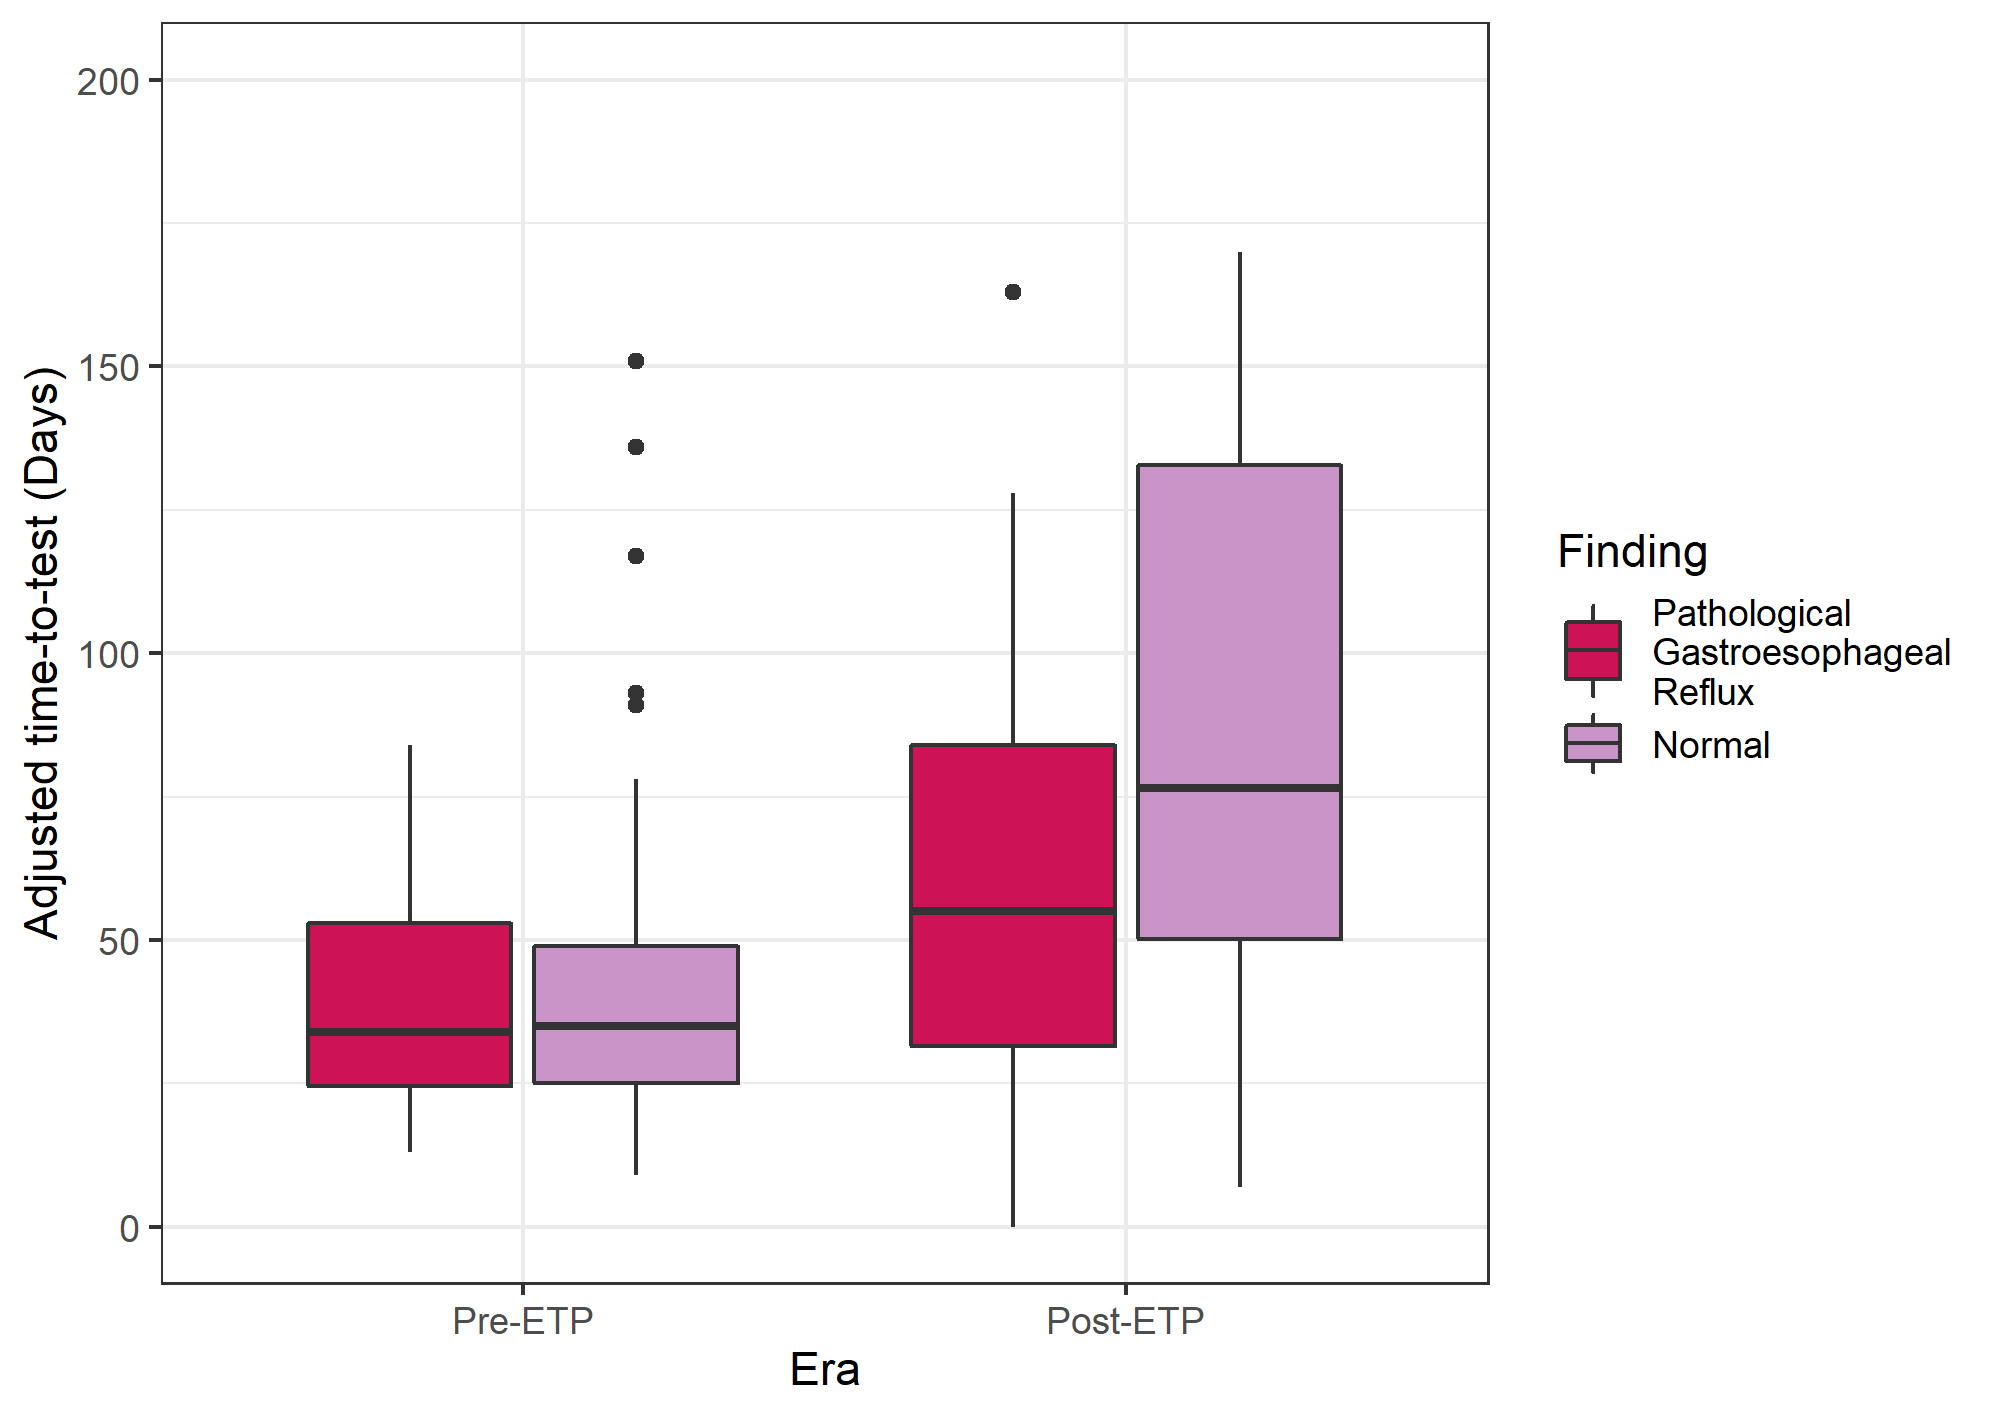 Adjusted time-to-test (Days)
200
150
100
50
0
Pre-ETP
Post-ETP
Era
Finding
Pathological
Gastroesophageal
Reflux
Normal